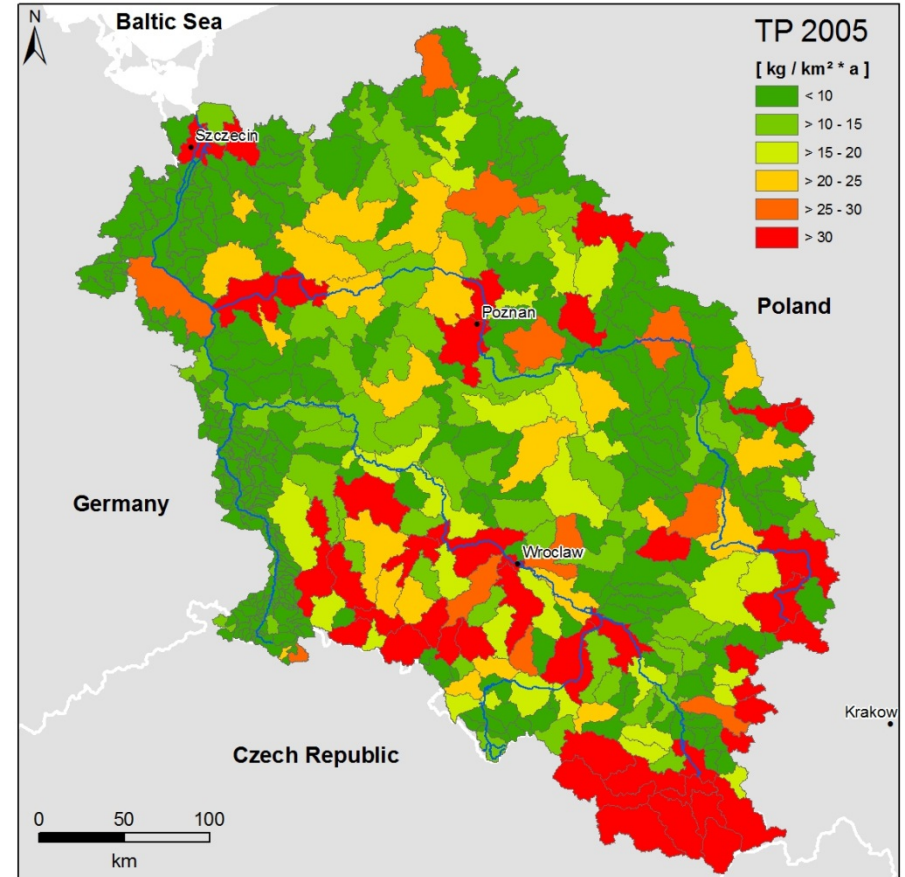 N
Baltic Sea
TP 2005
[ kg / km² * a ]
< 10
> 10 - 15
> 15 - 20
> 20 - 25
> 25 - 30
> 30
Szczecin
Poland
Poznan
Germany
Wroclaw
Krakow
Czech Republic
0 50 100
km